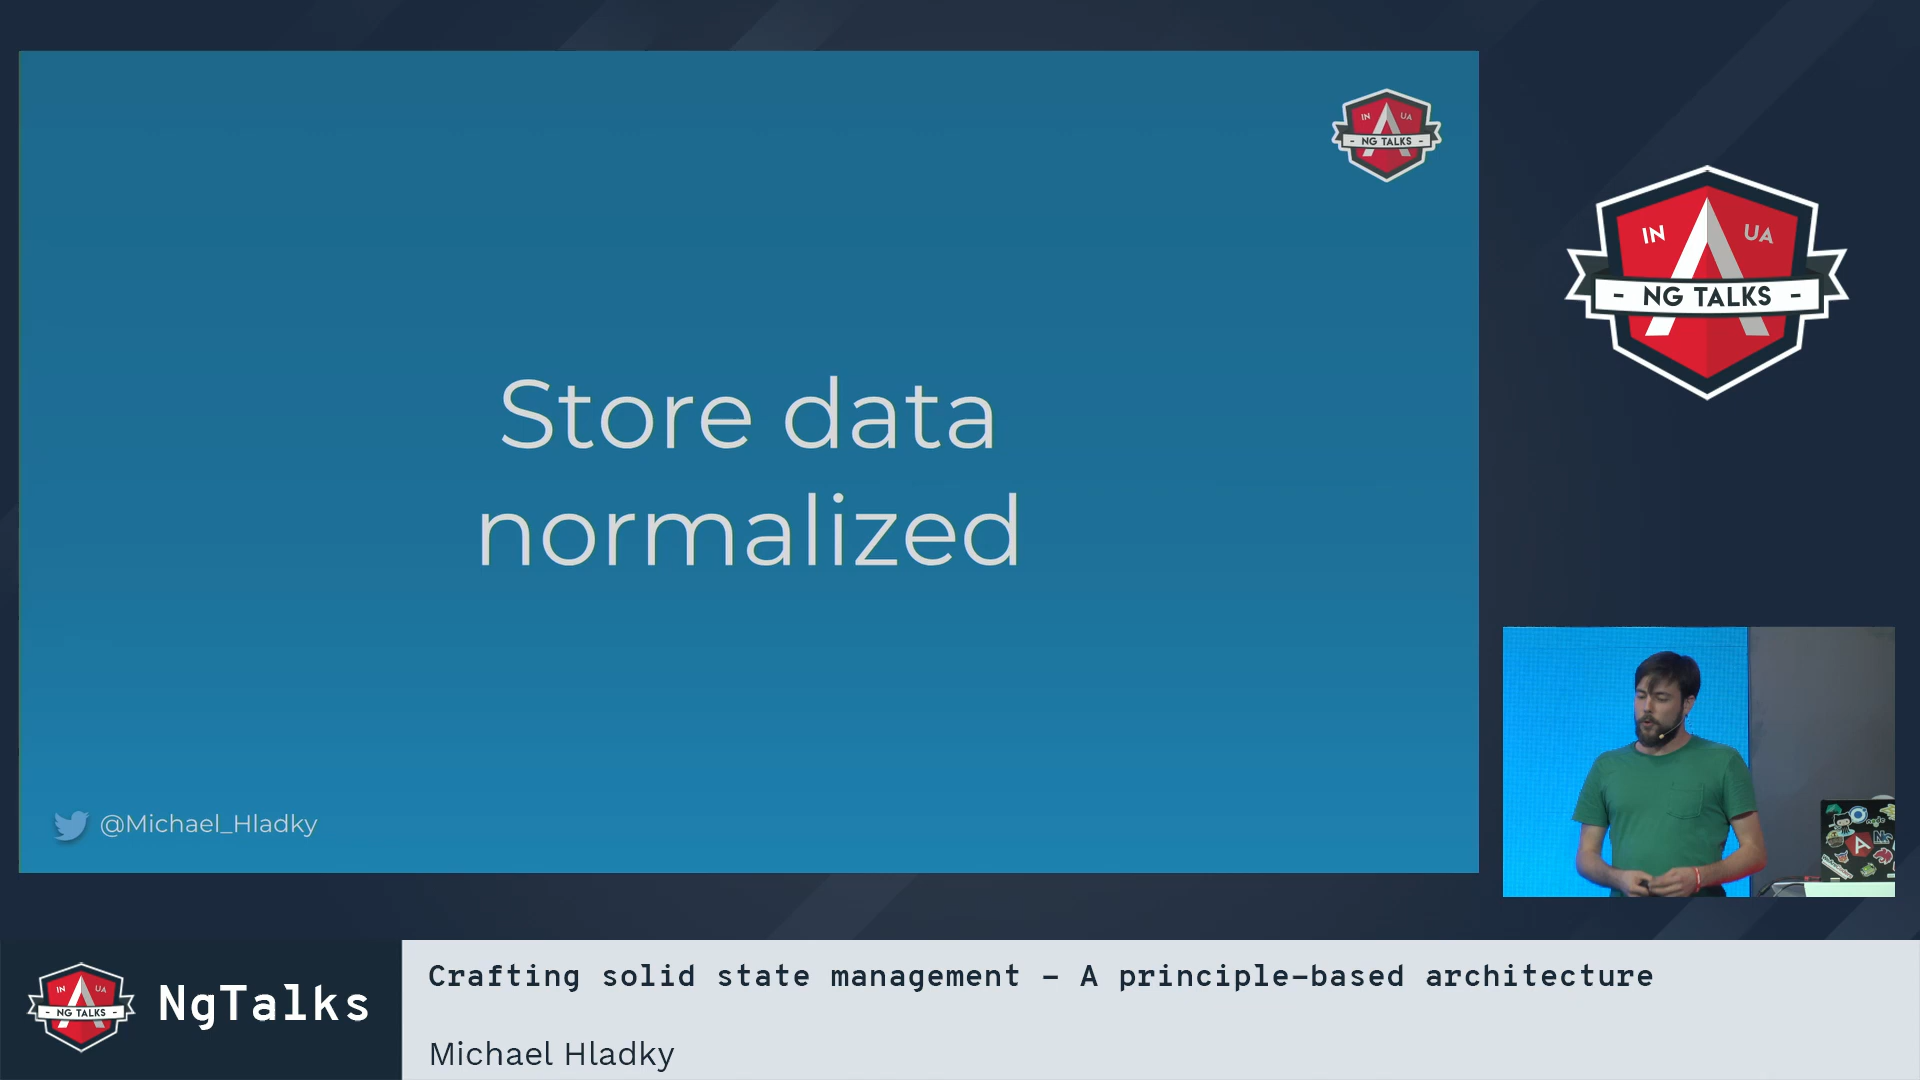 IN UA
- NG TALKS -
Store data
normalized
@Michael_Hladky
IN UA
- NG TALKS -
node
IN UA
- NG TALKS -
NgTalks
Crafting solid state management - A principle-based architecture
Michael Hladky